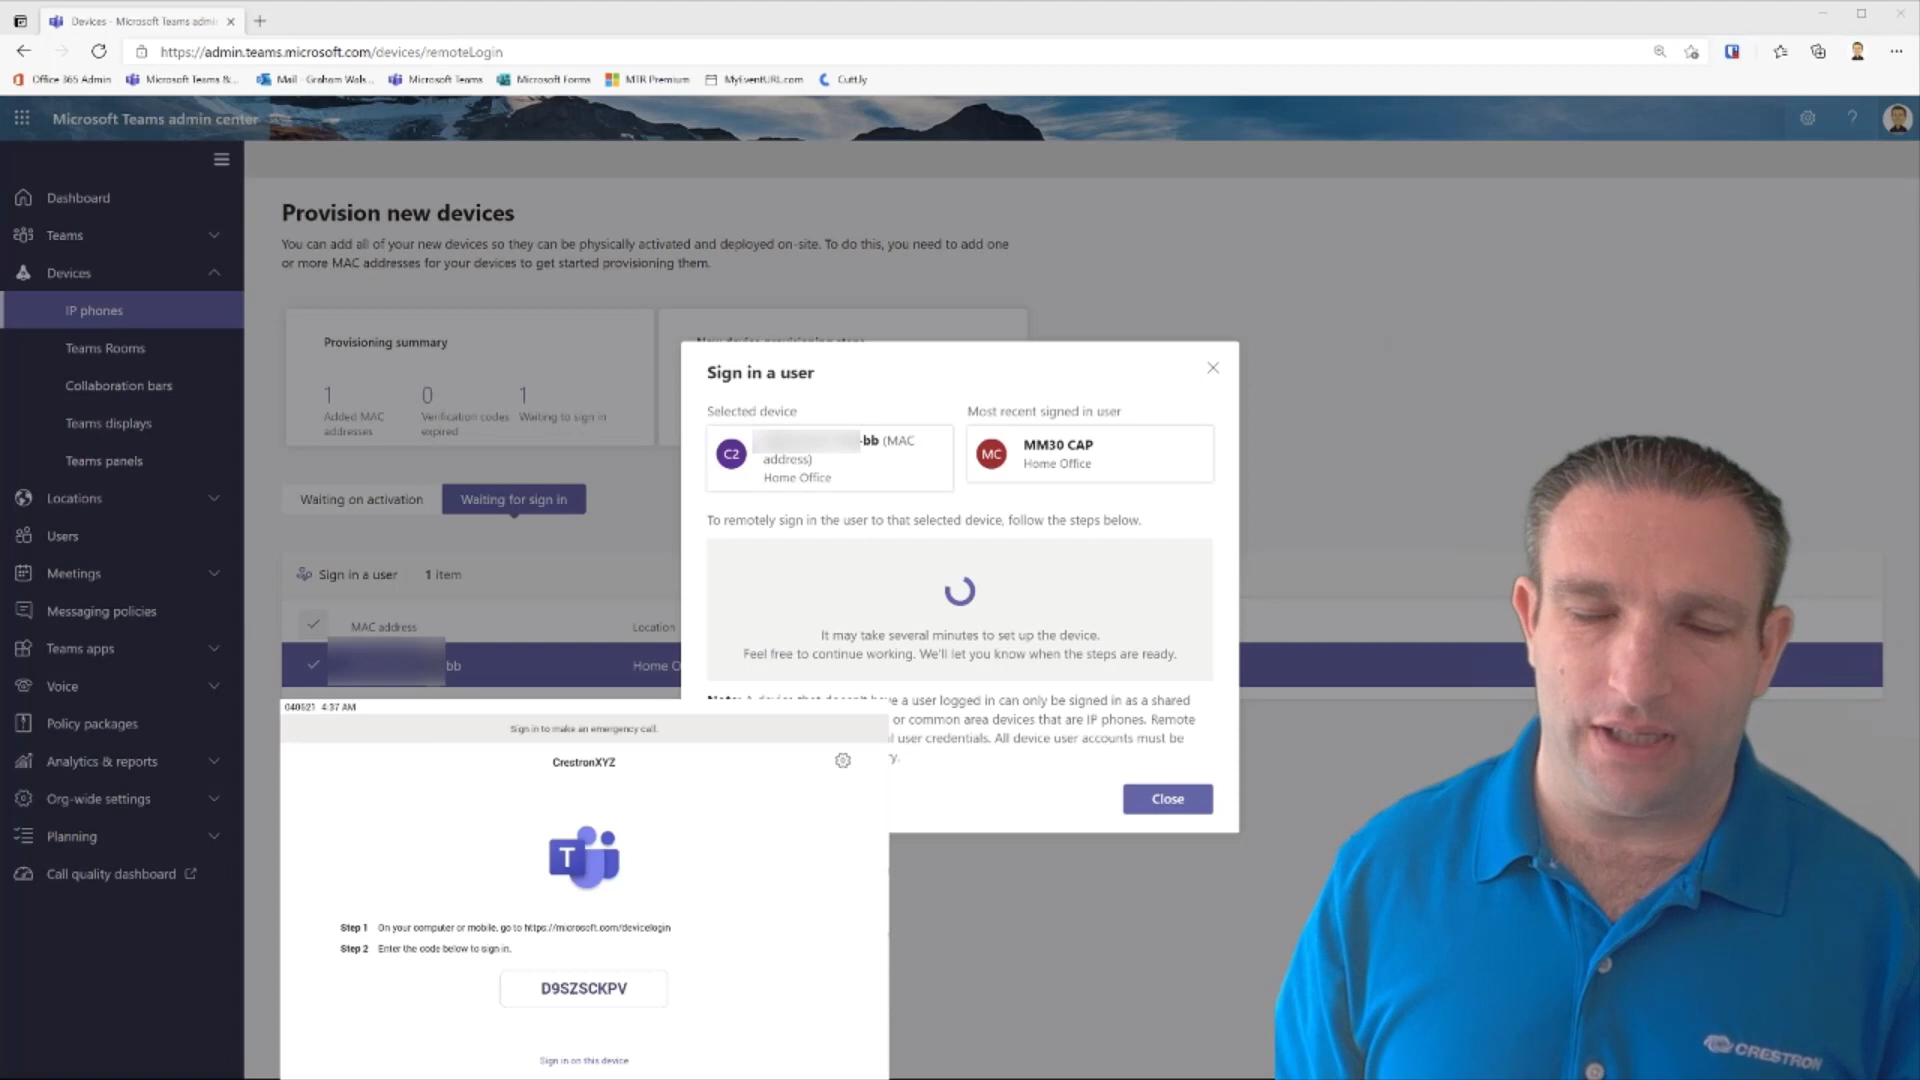 Devices - Microsoft Teams admin
https://admin.teams.microsoft.com/devices/remoteLogin
Office 365 Admin
Microsoft Teams &...
Mail - Graham Wals...
Microsoft Teams
Microsoft Forms
MTR Premium
MyEventURL.com
Cutt.ly
Microsoft Teams admin center
Dashboard
Teams
Devices
IP phones
Teams Rooms
Collaboration bars
Teams displays
Teams panels
Locations
Users
Meetings
Messaging policies
Teams apps
Voice
Policy packages
Analytics & reports
Org-wide settings
Planning
Call quality dashboard
Provision new devices
You can add all of your new devices so they can be physically activated and deployed on-site. To do this, you need to add one
or more MAC addresses for your devices to get started provisioning them.
Provisioning summary
1
0
1
Added MAC
addresses
Verification codes
expired
Waiting to sign in
Waiting on activation
Waiting for sign in
Sign in a user
1 item
MAC address
Location
bb
Home O
Sign in a user
Selected device
Most recent signed in user
C2
-bb (MAC
address)
Home Office
MC
MM30 CAP
Home Office
To remotely sign in the user to that selected device, follow the steps below.
It may take several minutes to set up the device.
Feel free to continue working. We'll let you know when the steps are ready.
a user logged in can only be signed in as a shared
or common area devices that are IP phones. Remote
user credentials. All device user accounts must be
Close
040521 4:37 AM
Sign in to make an emergency call.
CrestronXYZ
T
Step 1 On your computer or mobile, go to https://microsoft.com/devicelogin
Step 2 Enter the code below to sign in.
D9SZSCKPV
Sign in on this device
CRESTRON